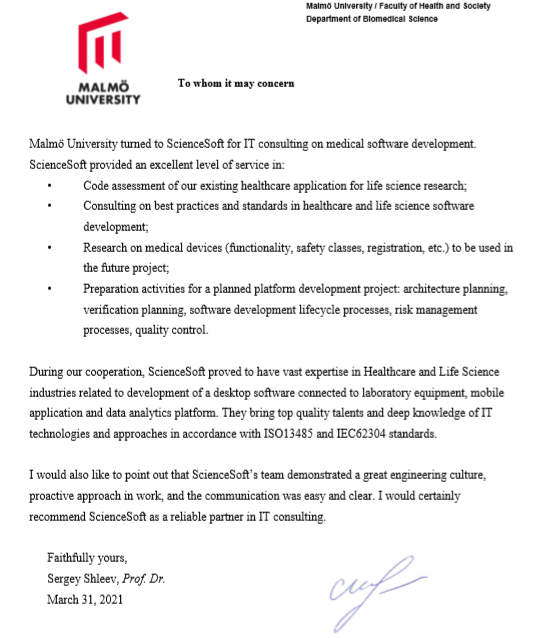 Malmö University / Faculty of Health and Society
Department of Biomedical Science
MALMÖ
UNIVERSITY
To whom it may concern
Malmö University turned to ScienceSoft for IT consulting on medical software development.
ScienceSoft provided an excellent level of service in:
• Code assessment of our existing healthcare application for life science research;
• Consulting on best practices and standards in healthcare and life science software
development;
• Research on medical devices (functionality, safety classes, registration, etc.) to be used in
the future project;
• Preparation activities for a planned platform development project: architecture planning,
verification planning, software development lifecycle processes, risk management
processes, quality control.
During our cooperation, ScienceSoft proved to have vast expertise in Healthcare and Life Science
industries related to development of a desktop software connected to laboratory equipment, mobile
application and data analytics platform. They bring top quality talents and deep knowledge of IT
technologies and approaches in accordance with ISO13485 and IEC62304 standards.
I would also like to point out that ScienceSoft's team demonstrated a great engineering culture,
proactive approach in work, and the communication was easy and clear. I would certainly
recommend ScienceSoft as a reliable partner in IT consulting.
Faithfully yours,
Sergey Shleev, Prof. Dr.
March 31, 2021